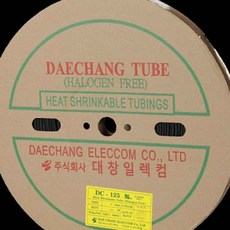 DAECHANG TUBE
(HALOGEN FREE)
HEAT SHRINKABLE TUBINGS
DAECHANG ELECCOM CO., LTD
주식회사 대창일렉컴
DC - 125